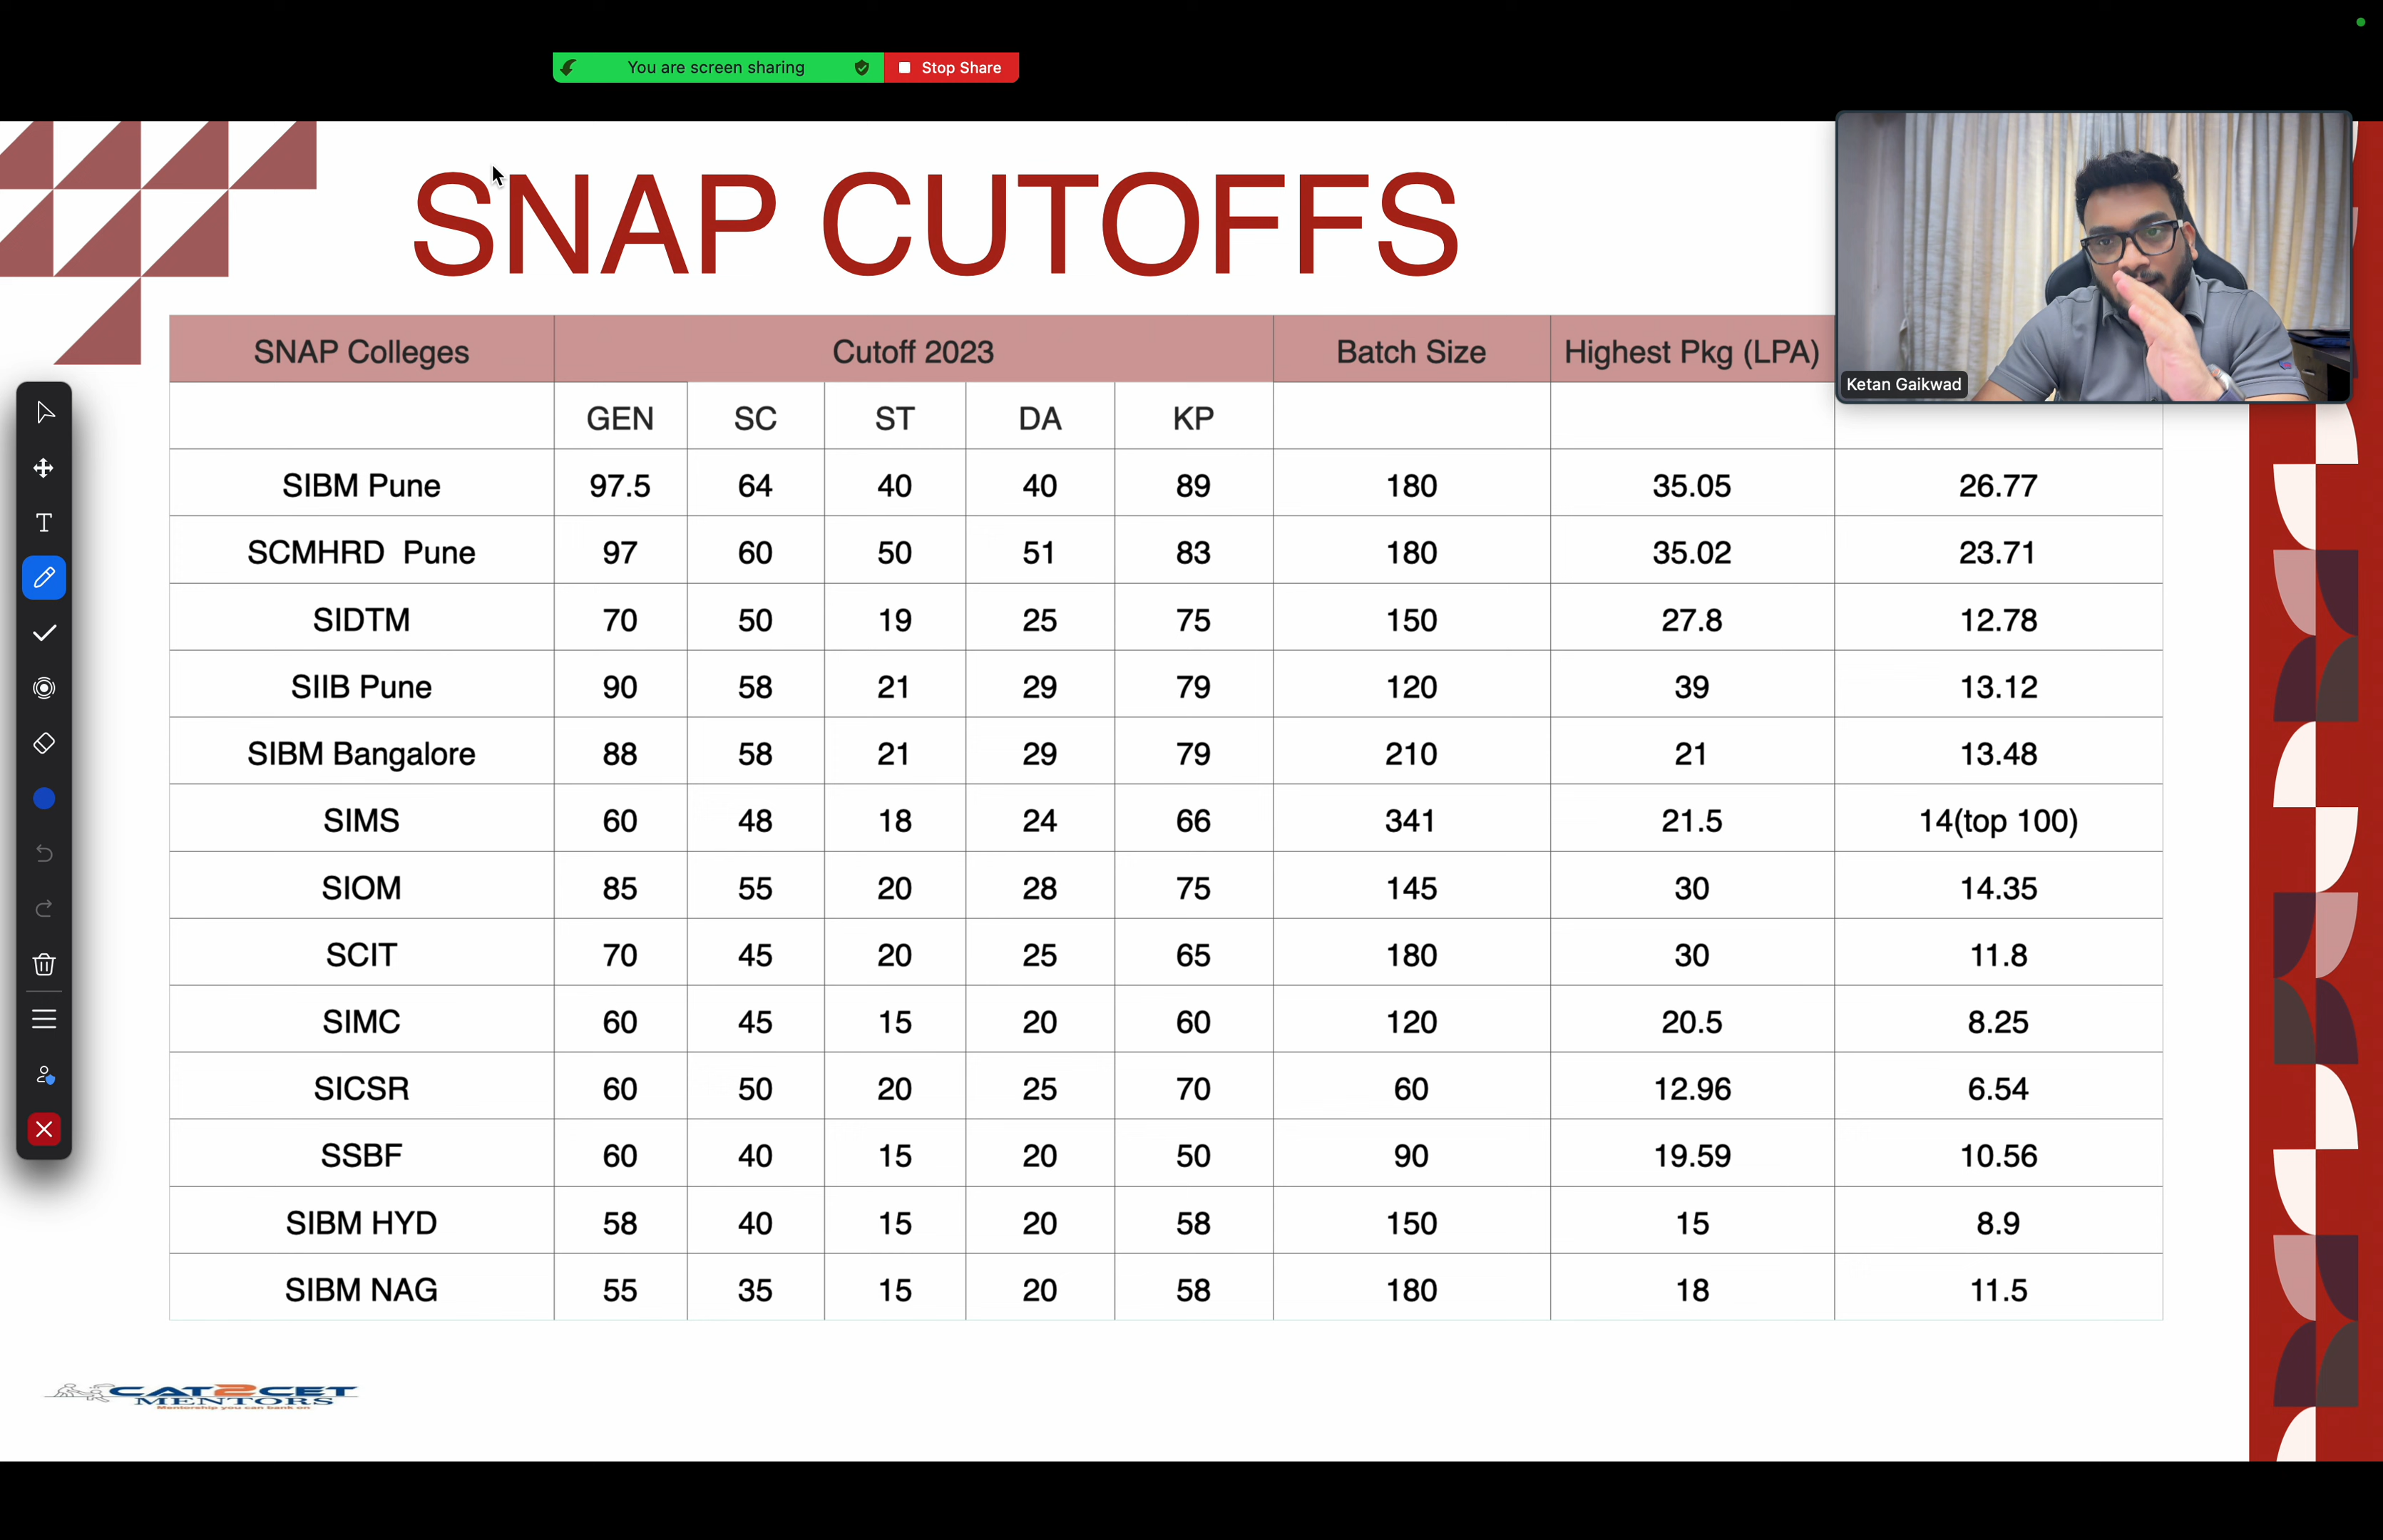 You are screen sharing Stop Share
SNAP CUTOFFS
Ketan Gaikwad
SNAP Colleges Cutoff 2023 Batch Size Highest Pkg (LPA)
GEN SC ST DA KP
SIBM Pune 97.5 64 40 40 89 180 35.05 26.77
SCMHRD Pune 97 60 50 51 83 180 35.02 23.71
SIDTM 70 50 19 25 75 150 27.8 12.78
SIIB Pune 90 58 21 29 79 120 39 13.12
SIBM Bangalore 88 58 21 29 79 210 21 13.48
SIMS 60 48 18 24 66 341 21.5 14(top 100)
SIOM 85 55 20 28 75 145 30 14.35
SCIT 70 45 20 25 65 180 30 11.8
SIMC 60 45 15 20 60 120 20.5 8.25
SICSR 60 50 20 25 70 60 12.96 6.54
SSBF 60 40 15 20 50 90 19.59 10.56
SIBM HYD 58 40 15 20 58 150 15 8.9
SIBM NAG 55 35 15 20 58 180 18 11.5
CAT2CET
MENTORS
Mentorship you can bank on